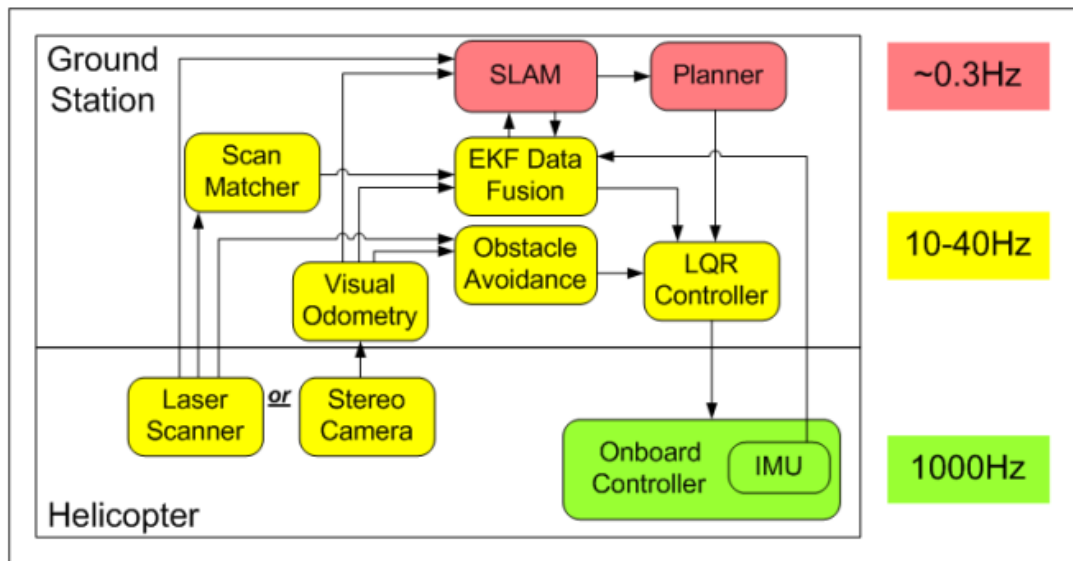 Ground
Station
SLAM
Planner
~0.3Hz
Scan
Matcher
EKF Data
Fusion
Obstacle
Avoidance
LQR
Controller
10-40Hz
Visual
Odometry
Laser
Scanner
or
Stereo
Camera
Onboard
Controller
IMU
1000Hz
Helicopter